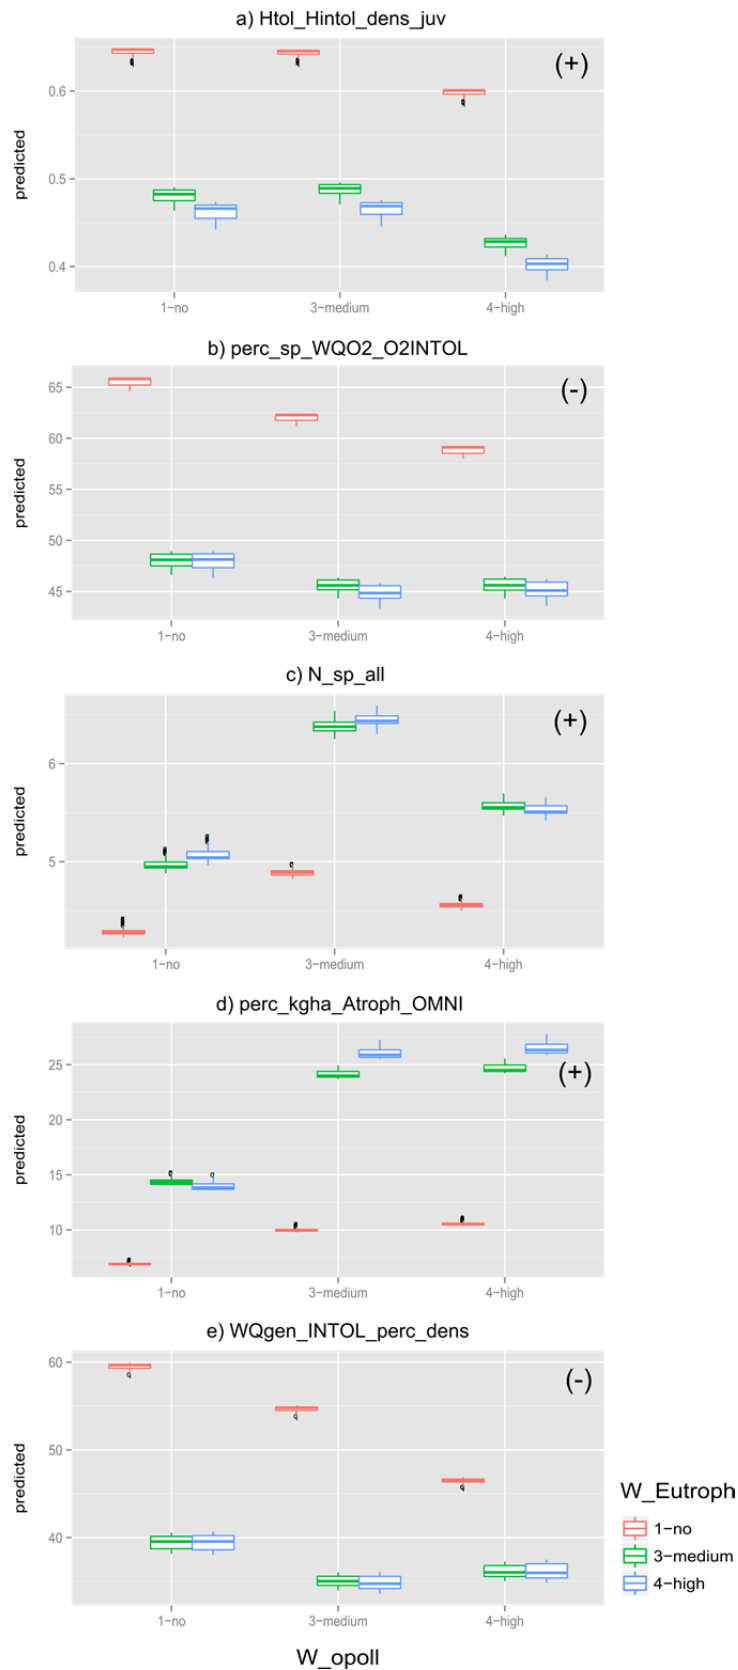 a) Htol_Hintol_dens_juv
(+)
0.6
0.5
0.4
predicted
1−no
3−medium
4−high
b) perc_sp_WQO2_O2INTOL
(-)
65
60
55
50
45
predicted
1−no
3−medium
4−high
c) N_sp_all
(+)
6
5
predicted
1−no
3−medium
4−high
d) perc_kgha_Atroph_OMNI
(+)
25
20
15
10
predicted
1−no
3−medium
4−high
e) WQgen_INTOL_perc_dens
(-)
60
50
40
predicted
1−no
3−medium
4−high
W_opoll
W_Eutroph
1−no
3−medium
4−high